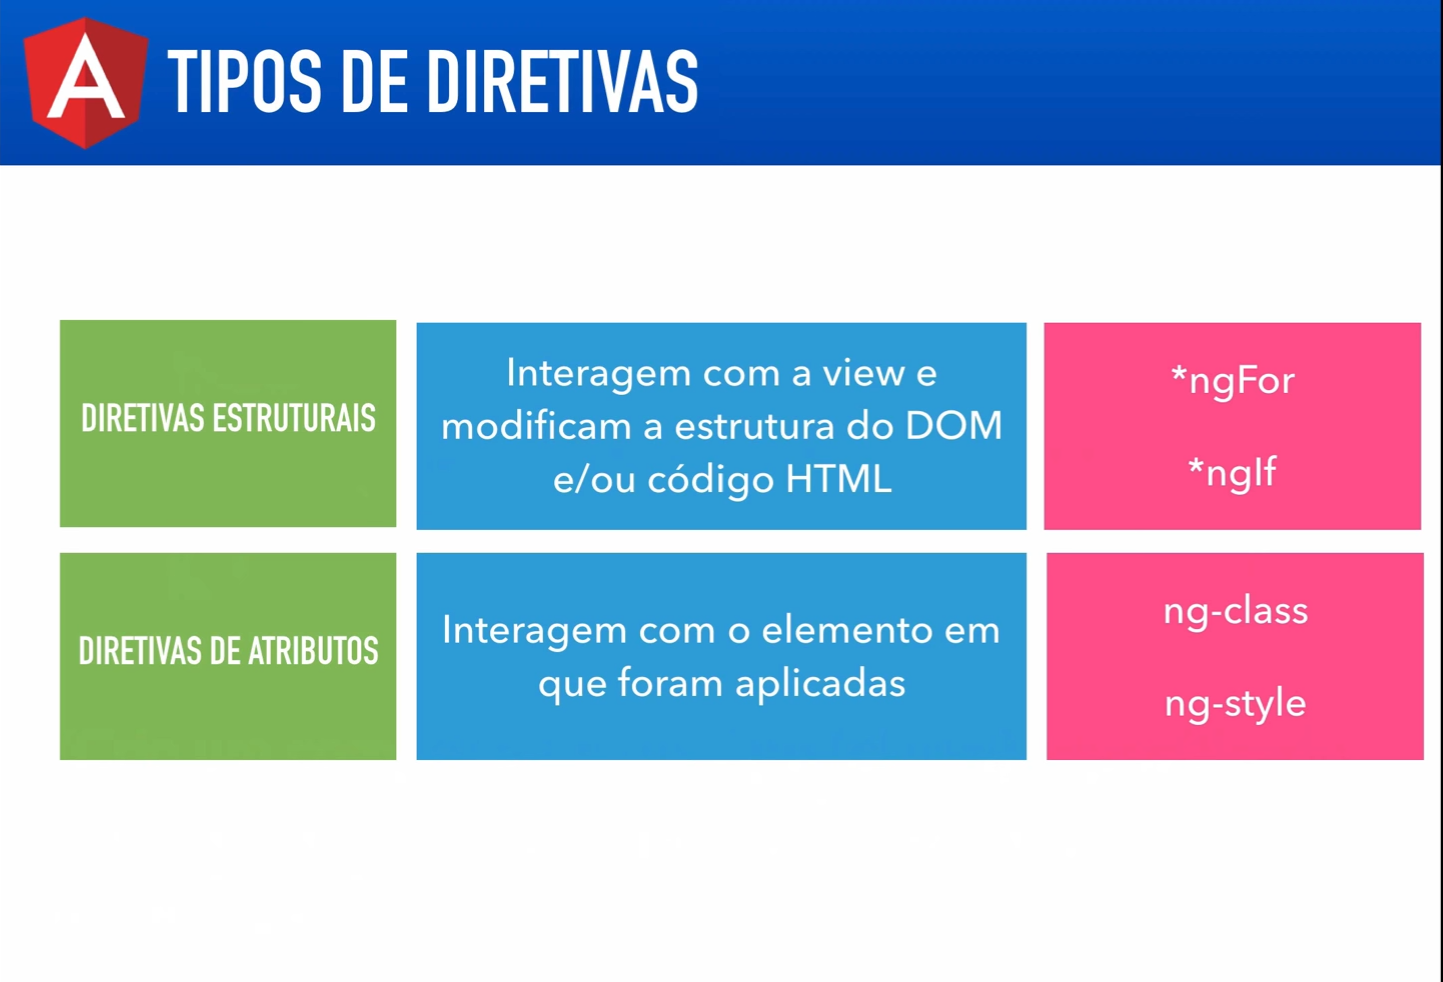 A
TIPOS DE DIRETIVAS
DIRETIVAS ESTRUTURAIS
Interagem com a view e
modificam a estrutura do DOM
e/ou código HTML
*ngFor
*ngIf
DIRETIVAS DE ATRIBUTOS
Interagem com o elemento em
que foram aplicadas
ng-class
ng-style